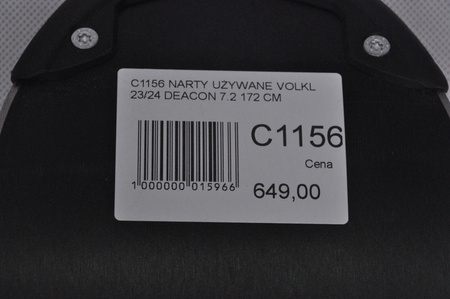 C1156 NARTY UŻYWANE VOLKL
23/24 DEACON 7.2 172 CM
C1156
Cena
1 000000 015966
649,00